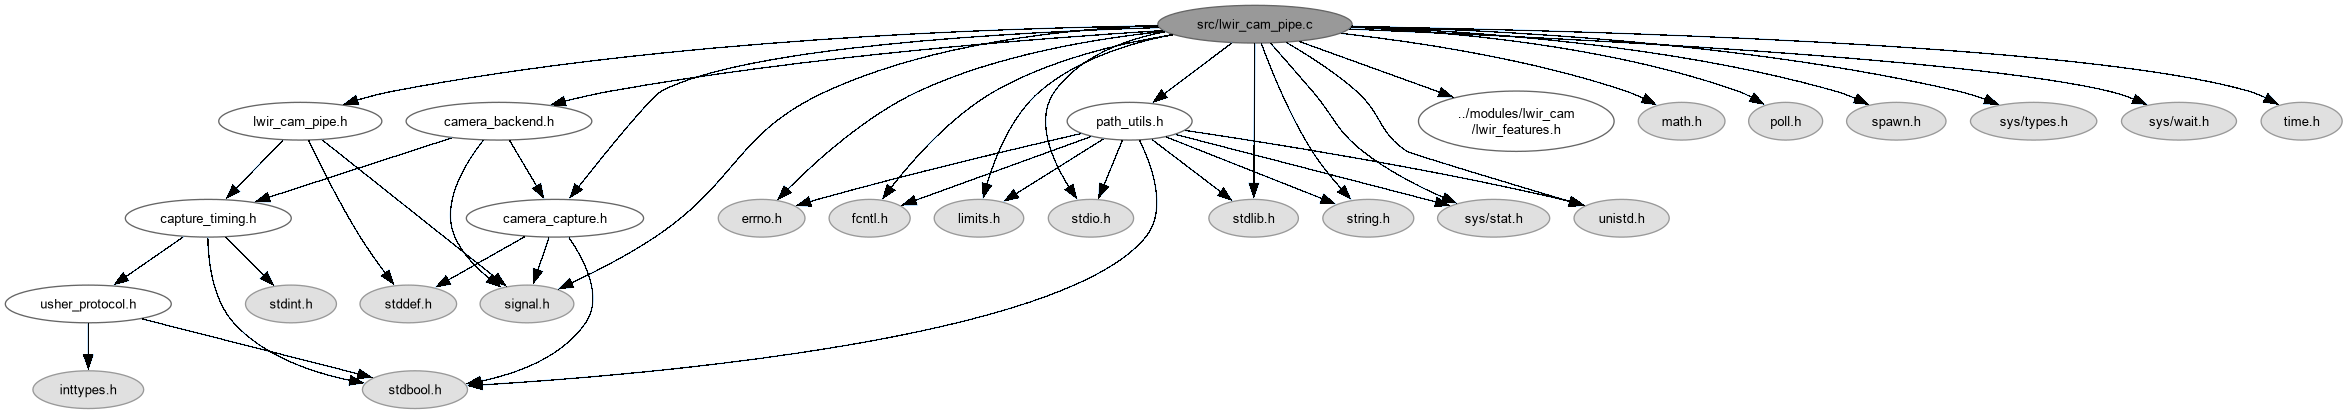 src/lwir_cam_pipe.c
lwir_cam_pipe.h
camera_backend.h
path_utils.h
../modules/lwir_cam
/lwir_features.h
math.h
poll.h
spawn.h
sys/types.h
sys/wait.h
time.h
capture_timing.h
camera_capture.h
errno.h
fcntl.h
limits.h
stdio.h
stdlib.h
string.h
sys/stat.h
unistd.h
usher_protocol.h
stdint.h
stddef.h
signal.h
inttypes.h
stdbool.h